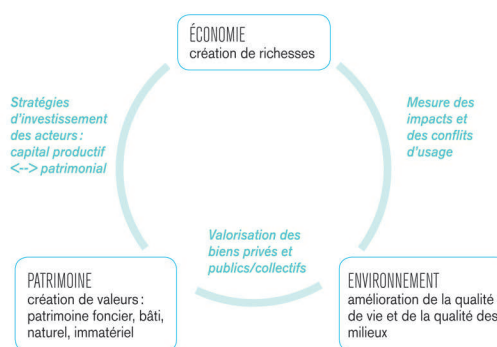 ÉCONOMIE
création de richesses
Stratégies
d'investissement
des acteurs :
capital productif
<--> patrimonial
Mesure des
impacts et
des conflits
d'usage
Valorisation des
biens privés et
publics/collectifs
PATRIMOINE
création de valeurs :
patrimoine foncier, bâti,
naturel, immatériel
ENVIRONNEMENT
amélioration de la qualité
de vie et de la qualité des
milieux